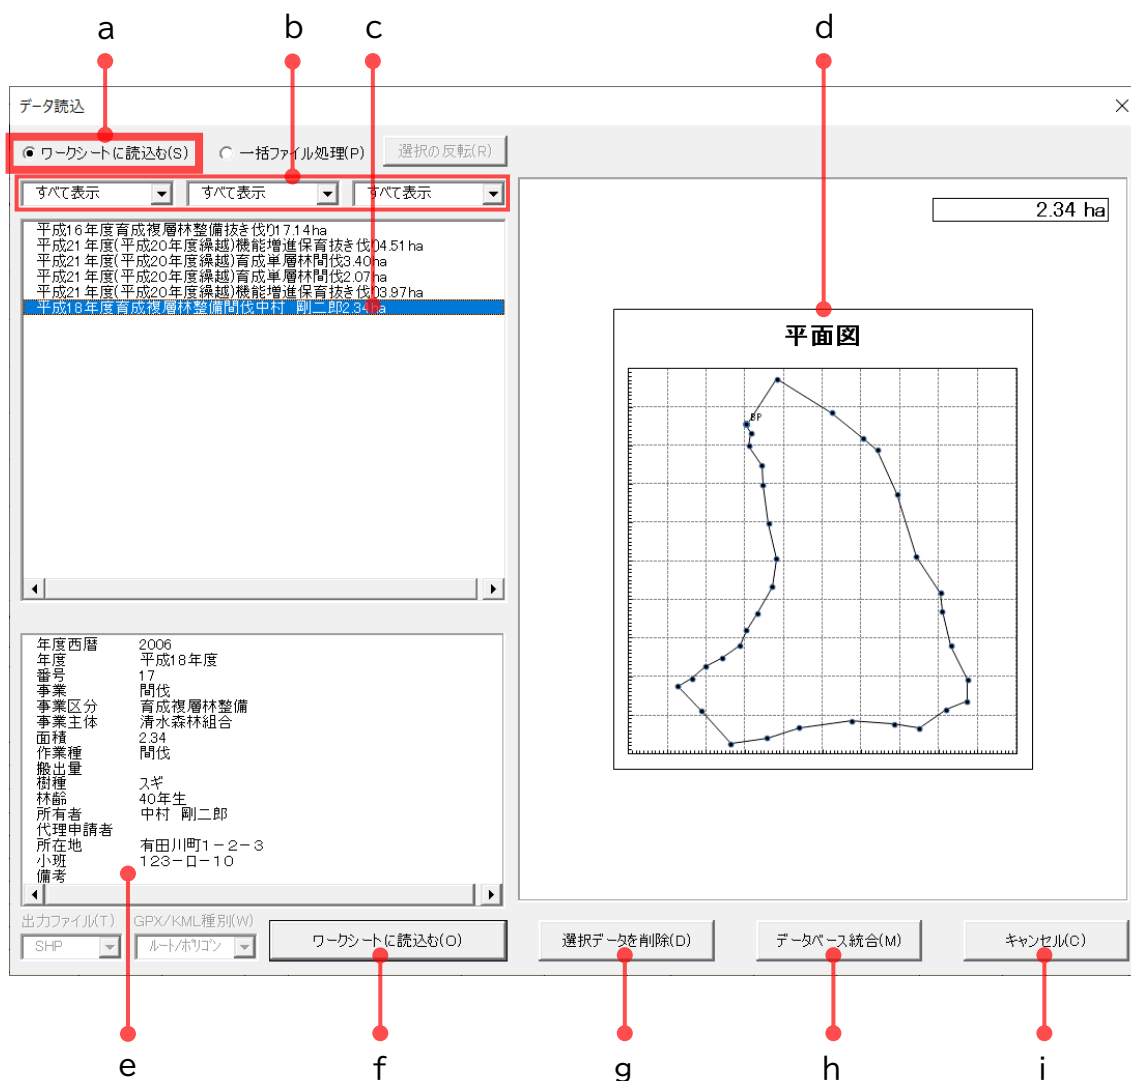 a
b
c
d
データ読込
ワークシートに読込む(S)
一括ファイル処理(P)
選択の反転(R)
すべて表示
すべて表示
すべて表示
2.34 ha
平成16年度育成複層林整備抜き伐り17.14ha
平成21年度(平成20年度繰越)機能増進保育抜き伐り4.51ha
平成21年度(平成20年度繰越)育成単層林間伐3.40ha
平成21年度(平成20年度繰越)育成単層林間伐2.07ha
平成21年度(平成20年度繰越)機能増進保育抜き伐り3.97ha
平成18年度育成複層林整備間伐中村　剛二郎2.34ha
平面図
BP
年度西暦 2006
年度 平成18年度
番号 17
事業 間伐
事業区分 育成複層林整備
事業主体 清水森林組合
面積 2.34
作業種 間伐
搬出量
樹種 スギ
林齢 40年生
所有者 中村　剛二郎
代理申請者
所在地 有田川町1－2－3
小班 123－ロ－10
備考
出力ファイル(T)
GPX/KML種別(W)
SHP
ルート/ポリゴン
ワークシートに読込む(O)
選択データを削除(D)
データベース統合(M)
キャンセル(C)
e
f
g
h
i